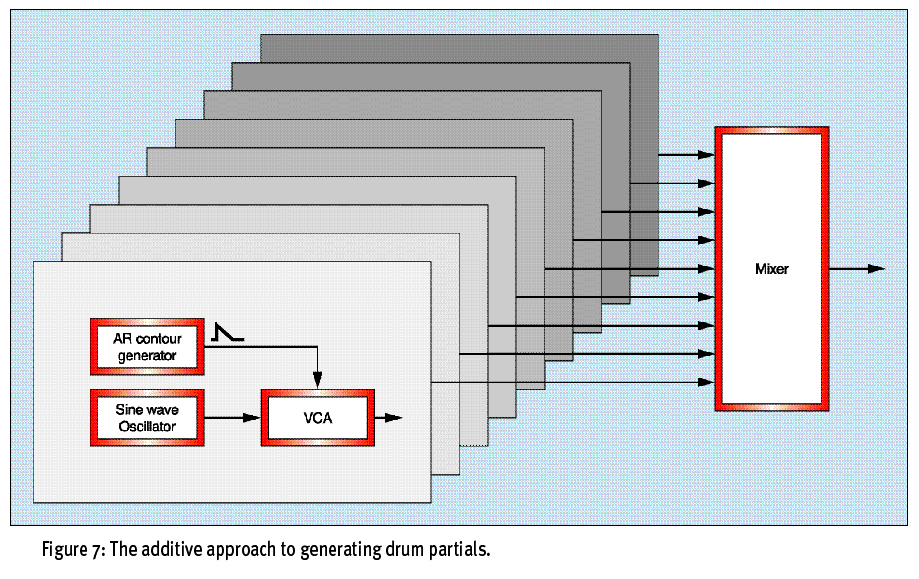 AR contour
generator
Sine wave
Oscillator
VCA
Mixer
Figure 7: The additive approach to generating drum partials.